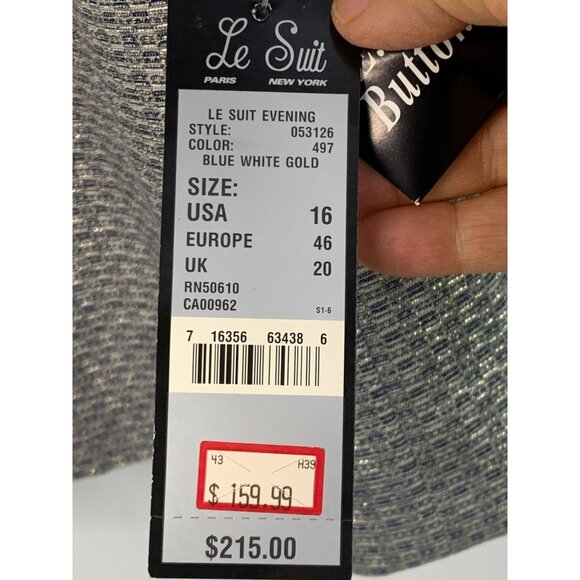 Le Suit
PARIS NEW YORK
LE SUIT EVENING
STYLE: 053126
COLOR: 497
BLUE WHITE GOLD
SIZE:
USA 16
EUROPE 46
UK 20
RN50610
CA00962 S1-6
7 16356 63438 6
43 H39
$ 159.99
$215.00
Button